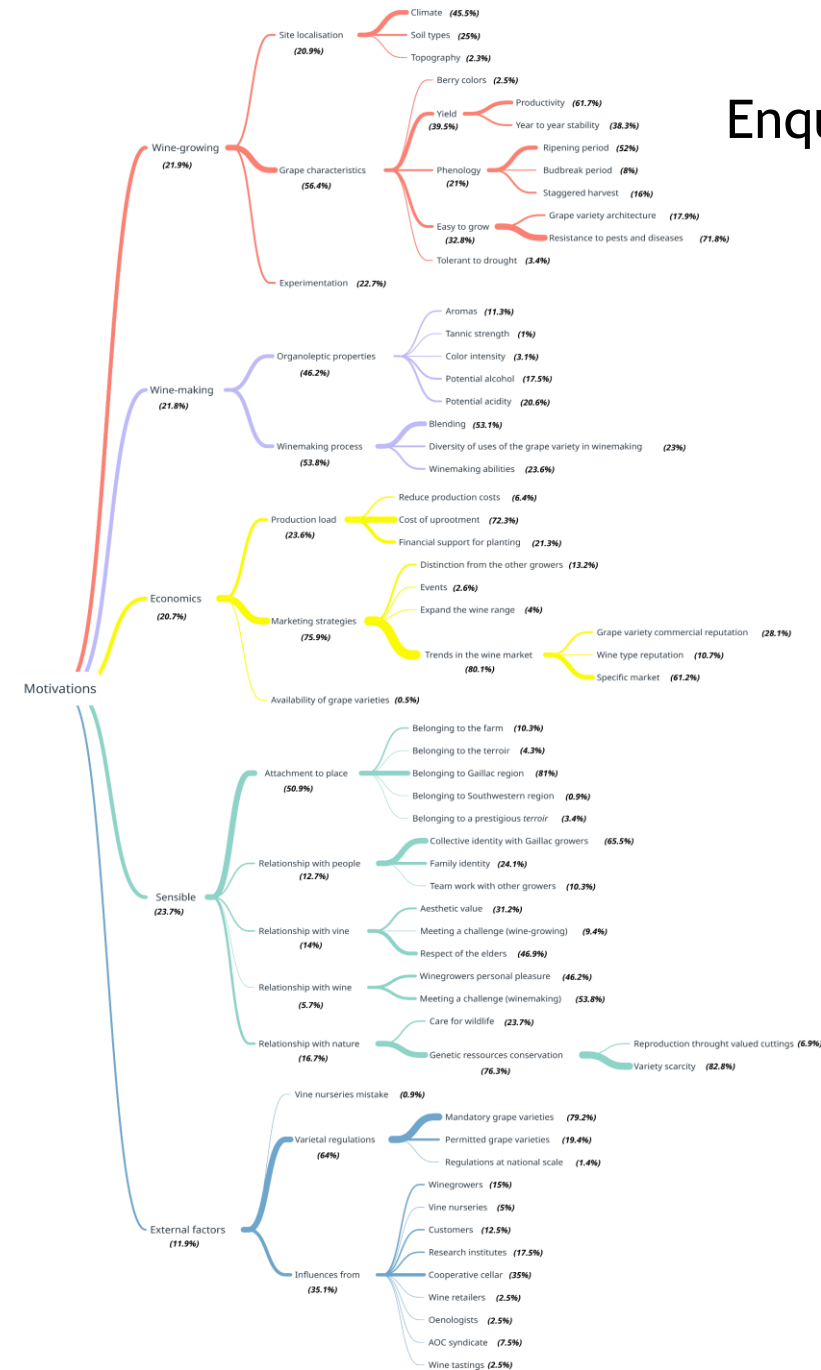 Enqu
Motivations
Wine-growing
(21.9%)
Site localisation
(20.9%)
Climate (45.5%)
Soil types (25%)
Topography (2.3%)
Grape characteristics
(56.4%)
Berry colors (2.5%)
Yield
(39.5%)
Productivity (61.7%)
Year to year stability (38.3%)
Phenology
(21%)
Ripening period (52%)
Budbreak period (8%)
Staggered harvest (16%)
Easy to grow
(32.8%)
Grape variety architecture (17.9%)
Resistance to pests and diseases (71.8%)
Tolerant to drought (3.4%)
Experimentation (22.7%)
Wine-making
(21.8%)
Organoleptic properties
(46.2%)
Aromas (11.3%)
Tannic strength (1%)
Color intensity (3.1%)
Potential alcohol (17.5%)
Potential acidity (20.6%)
Winemaking process
(53.8%)
Blending (53.1%)
Diversity of uses of the grape variety in winemaking (23%)
Winemaking abilities (23.6%)
Economics
(20.7%)
Production load
(23.6%)
Reduce production costs (6.4%)
Cost of uprootment (72.3%)
Financial support for planting (21.3%)
Marketing strategies
(75.9%)
Distinction from the other growers (13.2%)
Events (2.6%)
Expand the wine range (4%)
Trends in the wine market
(80.1%)
Grape variety commercial reputation (28.1%)
Wine type reputation (10.7%)
Specific market (61.2%)
Availability of grape varieties (0.5%)
Sensible
(23.7%)
Attachment to place
(50.9%)
Belonging to the farm (10.3%)
Belonging to the terroir (4.3%)
Belonging to Gaillac region (81%)
Belonging to Southwestern region (0.9%)
Belonging to a prestigious terroir (3.4%)
Relationship with people
(12.7%)
Collective identity with Gaillac growers (65.5%)
Family identity (24.1%)
Team work with other growers (10.3%)
Relationship with vine
(14%)
Aesthetic value (31.2%)
Meeting a challenge (wine-growing) (9.4%)
Respect of the elders (46.9%)
Relationship with wine
(5.7%)
Winegrowers personal pleasure (46.2%)
Meeting a challenge (winemaking) (53.8%)
Relationship with nature
(16.7%)
Care for wildlife (23.7%)
Genetic ressources conservation
(76.3%)
Reproduction throught valued cuttings (6.9%)
Variety scarcity (82.8%)
External factors
(11.9%)
Vine nurseries mistake (0.9%)
Varietal regulations
(64%)
Mandatory grape varieties (79.2%)
Permitted grape varieties (19.4%)
Regulations at national scale (1.4%)
Influences from
(35.1%)
Winegrowers (15%)
Vine nurseries (5%)
Customers (12.5%)
Research institutes (17.5%)
Cooperative cellar (35%)
Wine retailers (2.5%)
Oenologists (2.5%)
AOC syndicate (7.5%)
Wine tastings (2.5%)